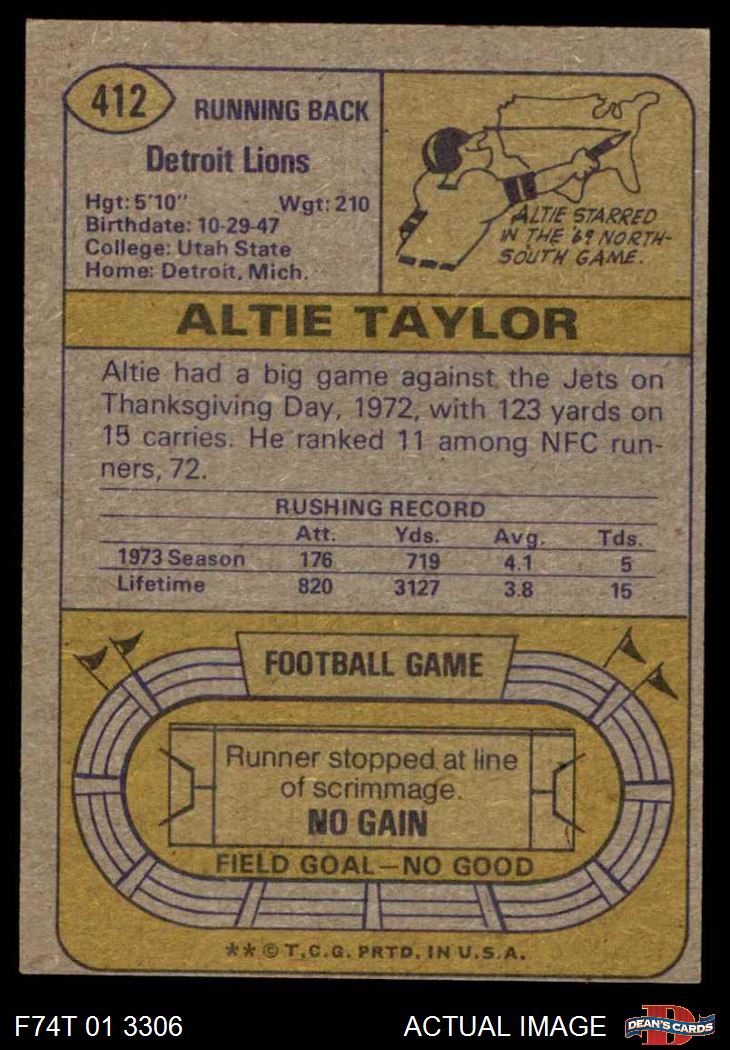 412
RUNNING BACK
Detroit Lions
Hgt: 5'10" Wgt: 210
Birthdate: 10-29-47
College: Utah State
Home: Detroit, Mich.
ALTIE STARRED
IN THE '69 NORTH-
SOUTH GAME.
ALTIE TAYLOR
Altie had a big game against the Jets on
Thanksgiving Day, 1972, with 123 yards on
15 carries. He ranked 11 among NFC run-
ners, 72.
RUSHING RECORD
Att. Yds. Avg. Tds.
1973 Season 176 719 4.1 5
Lifetime 820 3127 3.8 15
FOOTBALL GAME
Runner stopped at line
of scrimmage.
NO GAIN
FIELD GOAL—NO GOOD
** © T.C.G. PRTD. IN U.S.A.
F74T 01 3306
ACTUAL IMAGE
D
DEAN'S CARDS